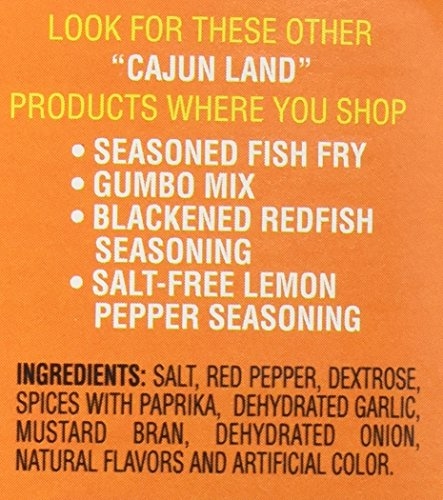 LOOK FOR THESE OTHER
"CAJUN LAND"
PRODUCTS WHERE YOU SHOP
• SEASONED FISH FRY
• GUMBO MIX
• BLACKENED REDFISH
SEASONING
• SALT-FREE LEMON
PEPPER SEASONING
INGREDIENTS: SALT, RED PEPPER, DEXTROSE,
SPICES WITH PAPRIKA, DEHYDRATED GARLIC,
MUSTARD BRAN, DEHYDRATED ONION,
NATURAL FLAVORS AND ARTIFICIAL COLOR.